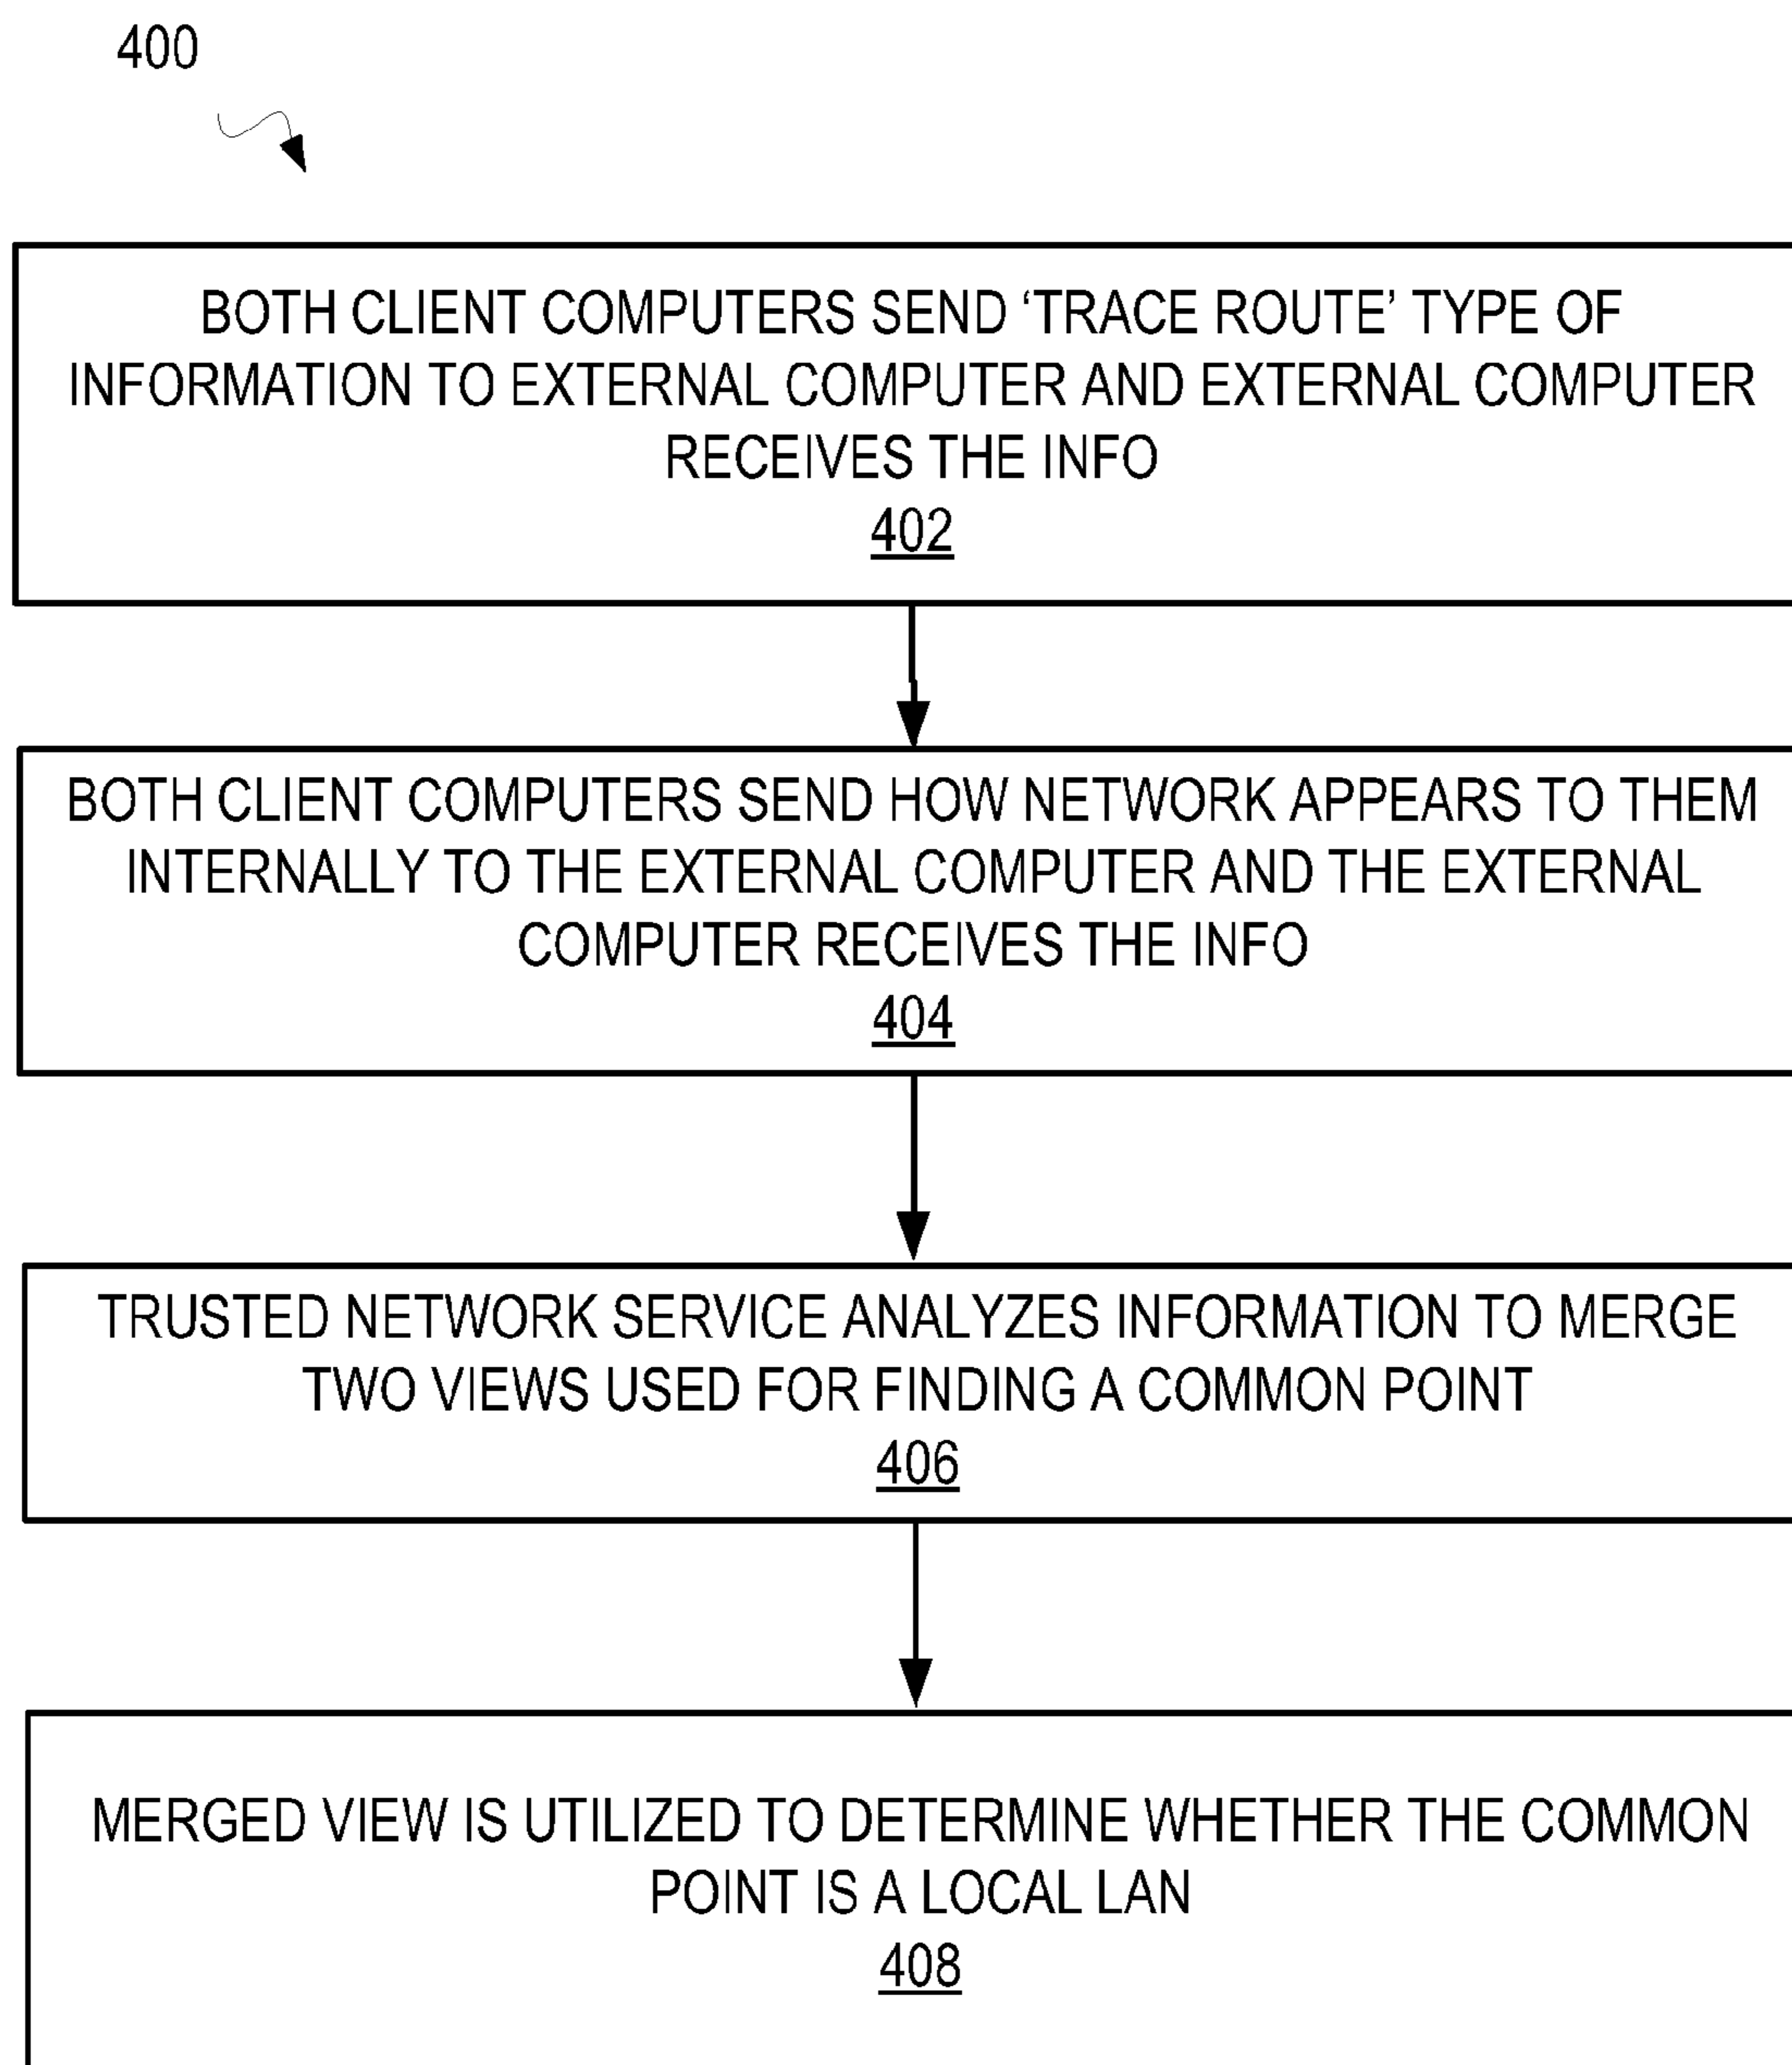 400
BOTH CLIENT COMPUTERS SEND ‘TRACE ROUTE’ TYPE OF
INFORMATION TO EXTERNAL COMPUTER AND EXTERNAL COMPUTER
RECEIVES THE INFO
402
BOTH CLIENT COMPUTERS SEND HOW NETWORK APPEARS TO THEM
INTERNALLY TO THE EXTERNAL COMPUTER AND THE EXTERNAL
COMPUTER RECEIVES THE INFO
404
TRUSTED NETWORK SERVICE ANALYZES INFORMATION TO MERGE
TWO VIEWS USED FOR FINDING A COMMON POINT
406
MERGED VIEW IS UTILIZED TO DETERMINE WHETHER THE COMMON
POINT IS A LOCAL LAN
408